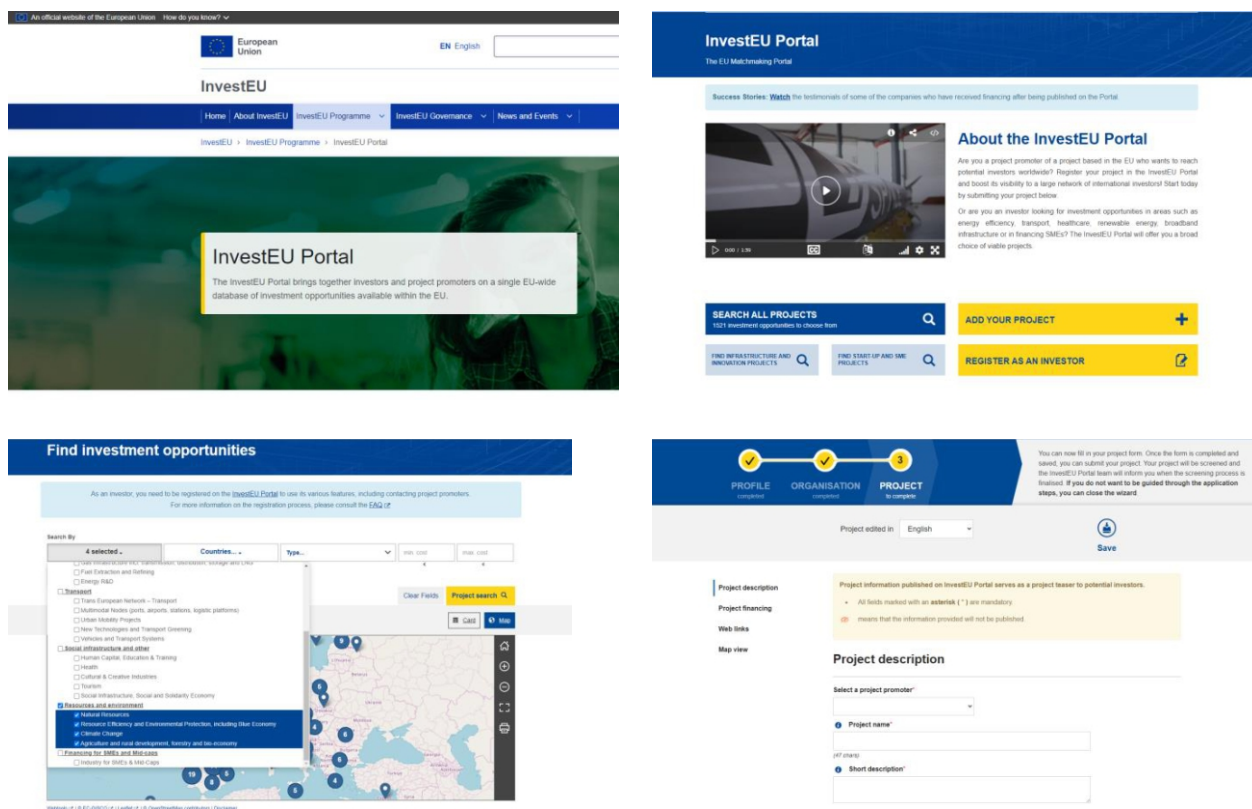 An official website of the European Union How do you know?
European
Union
EN English
InvestEU
Home About InvestEU InvestEU Programme InvestEU Governance News and Events
InvestEU > InvestEU Programme > InvestEU Portal
InvestEU Portal
The InvestEU Portal brings together investors and project promoters on a single EU-wide
database of investment opportunities available within the EU.
InvestEU Portal
The EU Matchmaking Portal
Success Stories: Watch the testimonials of some of the companies who have received financing after being published on the Portal
About the InvestEU Portal
Are you a project promoter of a project based in the EU who wants to reach
potential investors worldwide? Register your project in the InvestEU Portal
and boost its visibility to a large network of international investors! Start today
by submitting your project below.
Or are you an investor looking for investment opportunities in areas such as
energy efficiency, transport, healthcare, renewable energy, broadband
infrastructure or in financing SMEs? The InvestEU Portal will offer you a broad
choice of viable projects.
0:00 / 1:56
SEARCH ALL PROJECTS
1521 investment opportunities to choose from
ADD YOUR PROJECT
FIND INFRASTRUCTURE AND
INNOVATION PROJECTS
FIND START-UP AND SME
PROJECTS
REGISTER AS AN INVESTOR
Find investment opportunities
As an investor, you need to be registered on the InvestEU Portal to use its various features, including contacting project promoters.
For more information on the registration process, please consult the FAQ
Search By
4 selected Countries... Type... min. cost max. cost
Fuel Extraction and Refining
Energy R&D
Transport
Trans European Network – Transport
Multimodal Nodes (ports, airports, stations, logistic platforms)
Urban Mobility Projects
New Technologies and Transport Greening
Vehicles and Transport Systems
Social infrastructure and other
Human Capital, Education & Training
Health
Cultural & Creative Industries
Tourism
Social Infrastructure, Social and Solidarity Economy
Resources and environment
Natural Resources
Resource Efficiency and Environmental Protection, including Blue Economy
Climate Change
Agriculture and rural development, forestry and bio-economy
Financing for SMEs and Mid-caps
Industry for SMEs & Mid-Caps
Clear Fields Project search
Card Map
PROFILE
completed
ORGANISATION
completed
3
PROJECT
to complete
You can now fill in your project form. Once the form is completed and
saved, you can submit your project. Your project will be screened and
the InvestEU Portal team will inform you when the screening process is
finalised. If you do not want to be guided through the application
steps, you can close the wizard.
Project edited in English
Save
Project description
Project financing
Web links
Map view
Project information published on InvestEU Portal serves as a project teaser to potential investors.
All fields marked with an asterisk ( * ) are mandatory
means that the information provided will not be published.
Project description
Select a project promoter*
Project name*
Short description*